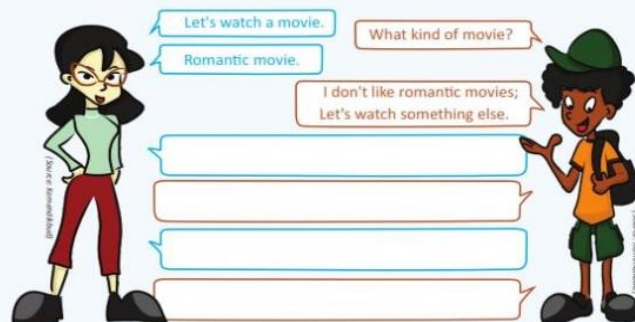 Let's watch a movie.
What kind of movie?
Romantic movie.
I don't like romantic movies;
Let's watch something else.